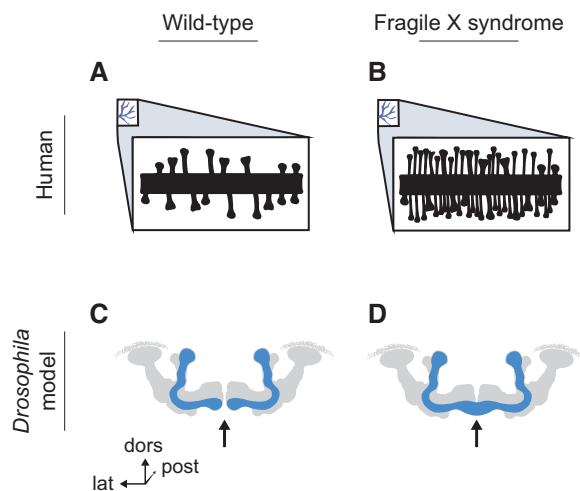 Wild-type
Fragile X syndrome
A
B
Human
C
D
Drosophila
model
dors
post
lat